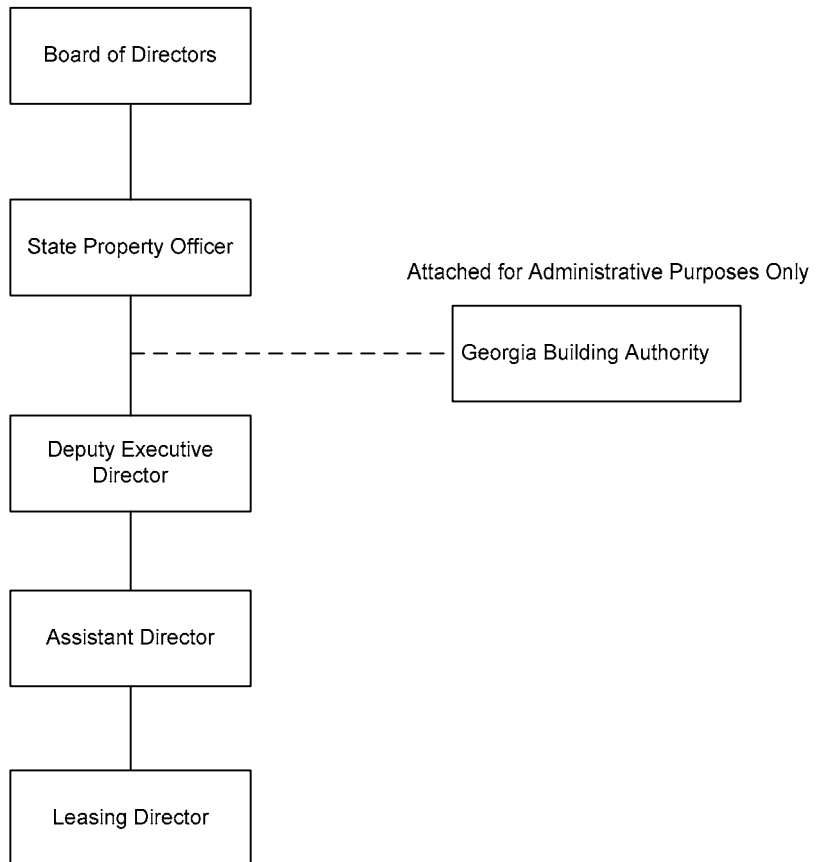 Board of Directors
State Property Officer
Attached for Administrative Purposes Only
Georgia Building Authority
Deputy Executive
Director
Assistant Director
Leasing Director